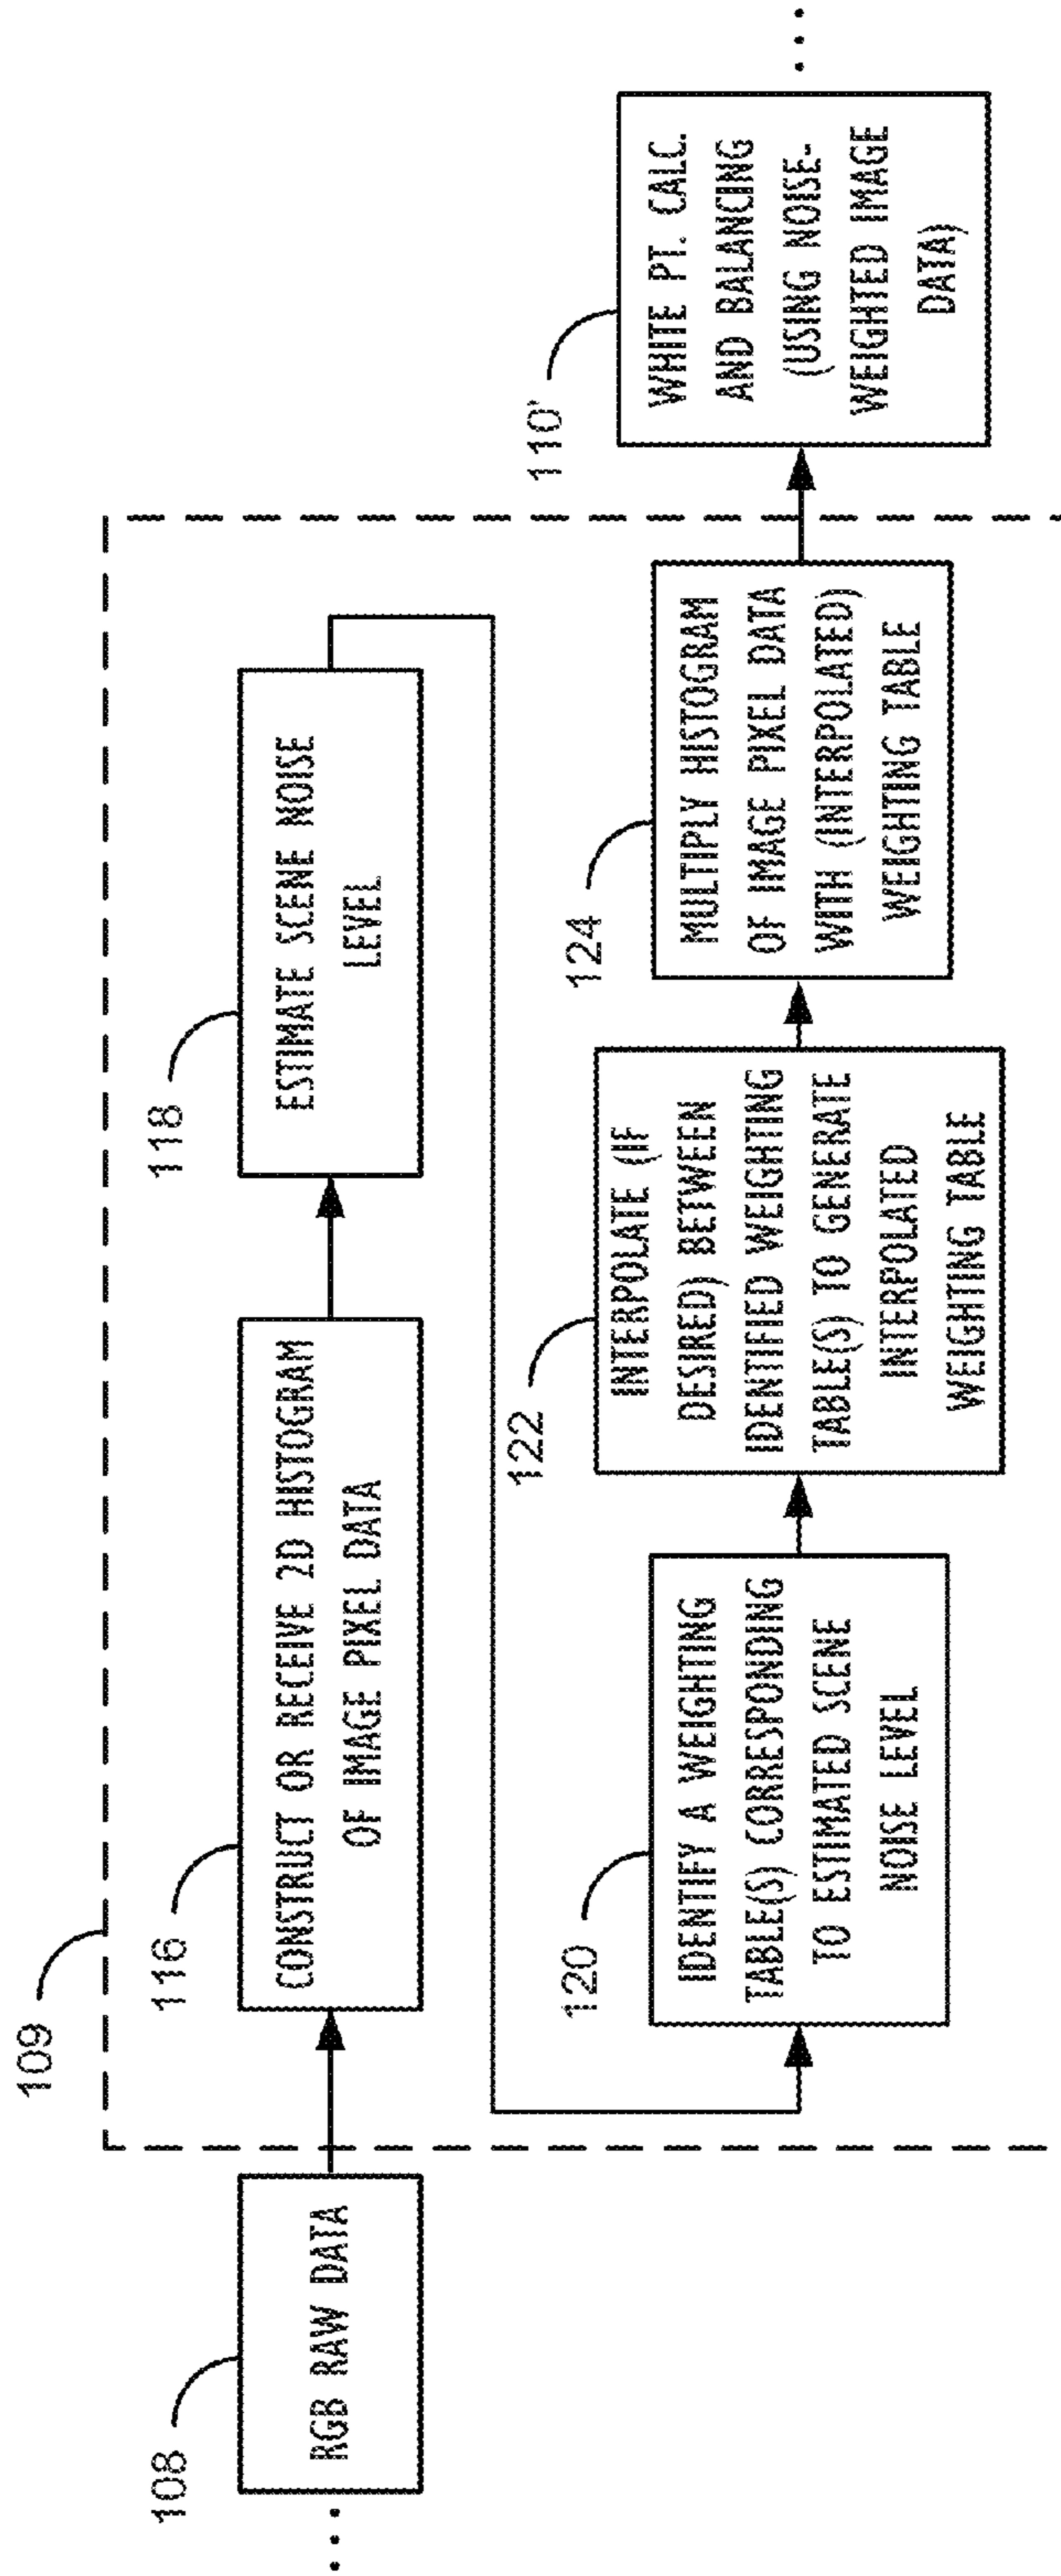 109
108
RGB RAW DATA
116
CONSTRUCT OR RECEIVE 2D HISTOGRAM
OF IMAGE PIXEL DATA
118
ESTIMATE SCENE NOISE
LEVEL
120
IDENTIFY A WEIGHTING
TABLE(S) CORRESPONDING
TO ESTIMATED SCENE
NOISE LEVEL
122
INTERPOLATE (IF
DESIRED) BETWEEN
IDENTIFIED WEIGHTING
TABLE(S) TO GENERATE
INTERPOLATED
WEIGHTING TABLE
124
MULTIPLY HISTOGRAM
OF IMAGE PIXEL DATA
WITH (INTERPOLATED)
WEIGHTING TABLE
110'
WHITE PT. CALC.
AND BALANCING
(USING NOISE-
WEIGHTED IMAGE
DATA)